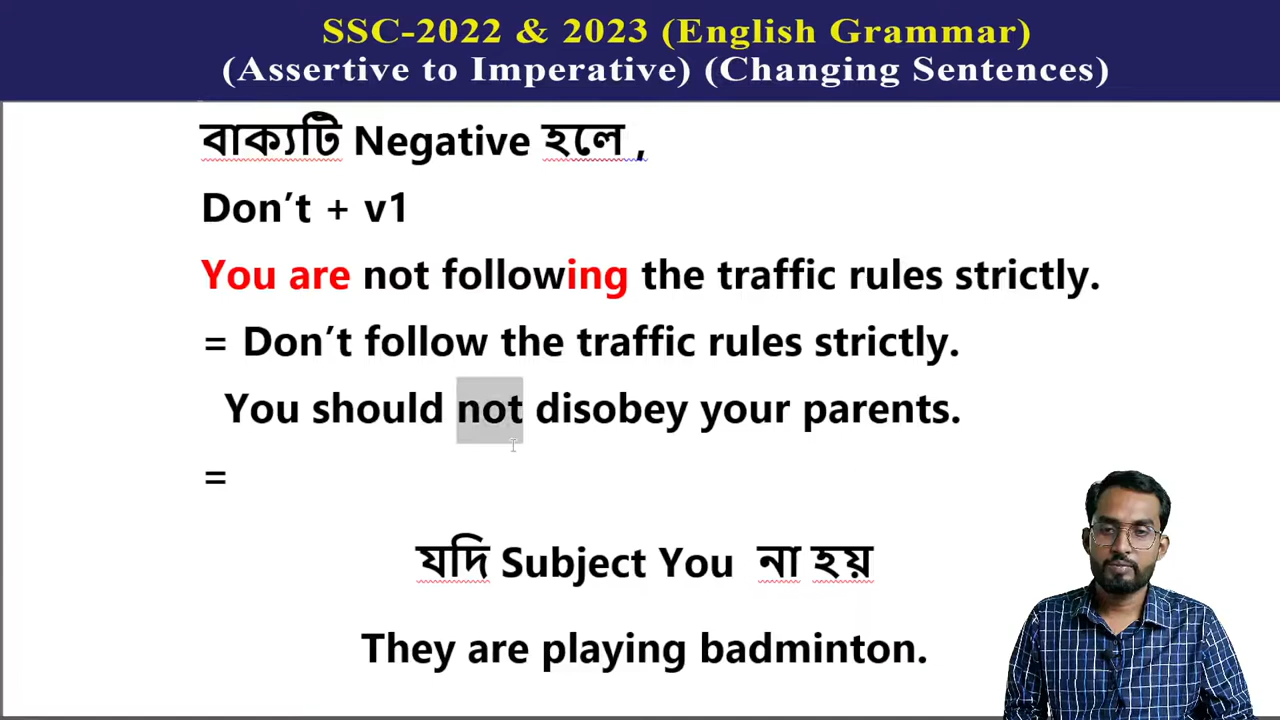 SSC-2022 & 2023 (English Grammar)
(Assertive to Imperative) (Changing Sentences)
বাক্যটি Negative হলে ,
Don’t + v1
You are not following the traffic rules strictly.
= Don’t follow the traffic rules strictly.
You should not disobey your parents.
=
যদি Subject You না হয়
They are playing badminton.